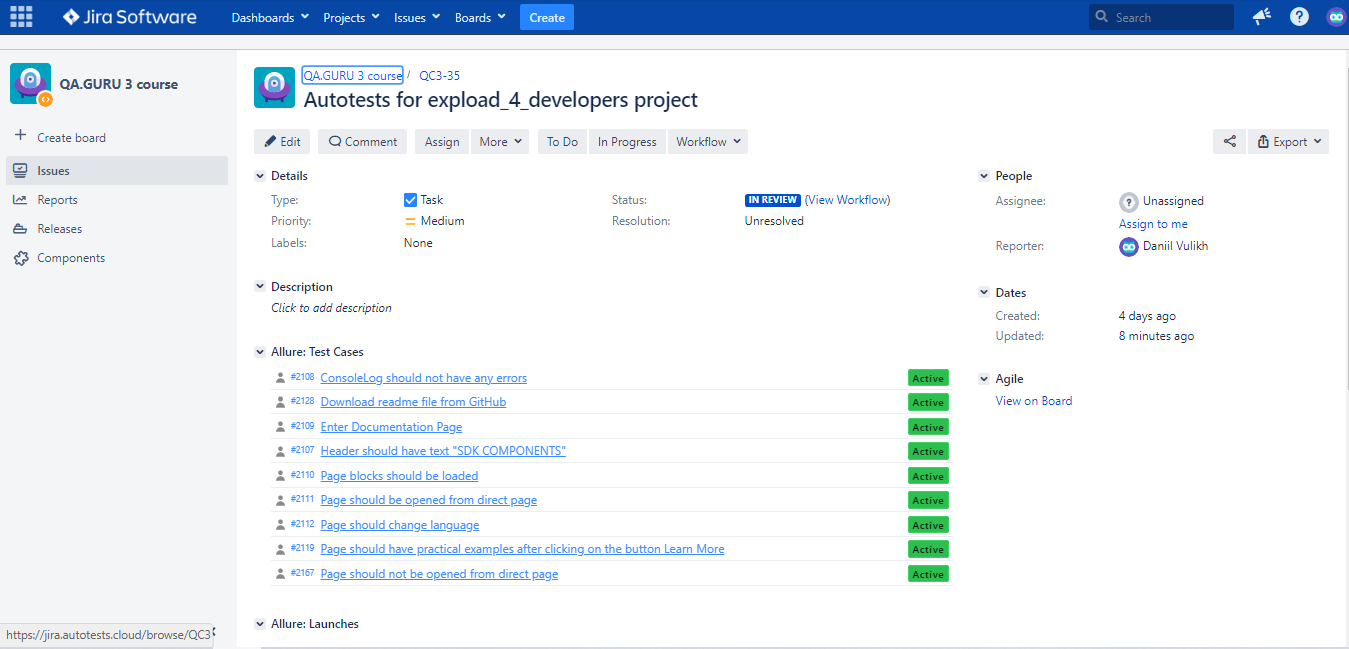 Jira Software
Dashboards Projects Issues Boards Create Search
QA.GURU 3 course
Create board
Issues
Reports
Releases
Components
QA.GURU 3 course / QC3-35
Autotests for expload_4_developers project
Edit Comment Assign More To Do In Progress Workflow Export
Details
Type: Task Status: IN REVIEW (View Workflow)
Priority: Medium Resolution: Unresolved
Labels: None
Description
Click to add description
Allure: Test Cases
#2108 ConsoleLog should not have any errors Active
#2128 Download readme file from GitHub Active
#2109 Enter Documentation Page Active
#2107 Header should have text "SDK COMPONENTS" Active
#2110 Page blocks should be loaded Active
#2111 Page should be opened from direct page Active
#2112 Page should change language Active
#2119 Page should have practical examples after clicking on the button Learn More Active
#2167 Page should not be opened from direct page Active
Allure: Launches
People
Assignee: Unassigned
Assign to me
Reporter: Daniil Vulikh
Dates
Created: 4 days ago
Updated: 8 minutes ago
Agile
View on Board
https://jira.autotests.cloud/browse/QC3